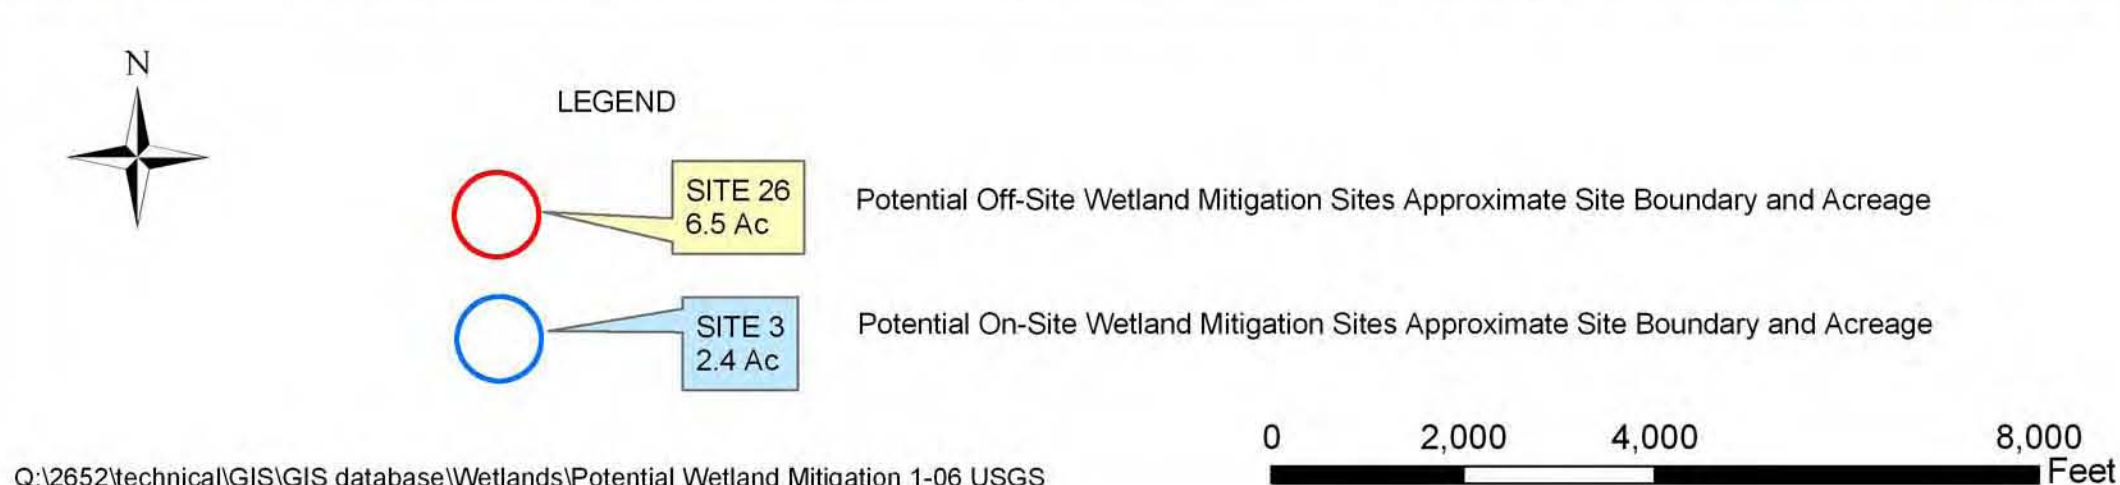 N
LEGEND
SITE 26
6.5 Ac
Potential Off-Site Wetland Mitigation Sites Approximate Site Boundary and Acreage
SITE 3
2.4 Ac
Potential On-Site Wetland Mitigation Sites Approximate Site Boundary and Acreage
0 2,000 4,000 8,000
Feet
Q:\2652\technical\GIS\GIS database\Wetlands\Potential Wetland Mitigation 1-06 USGS